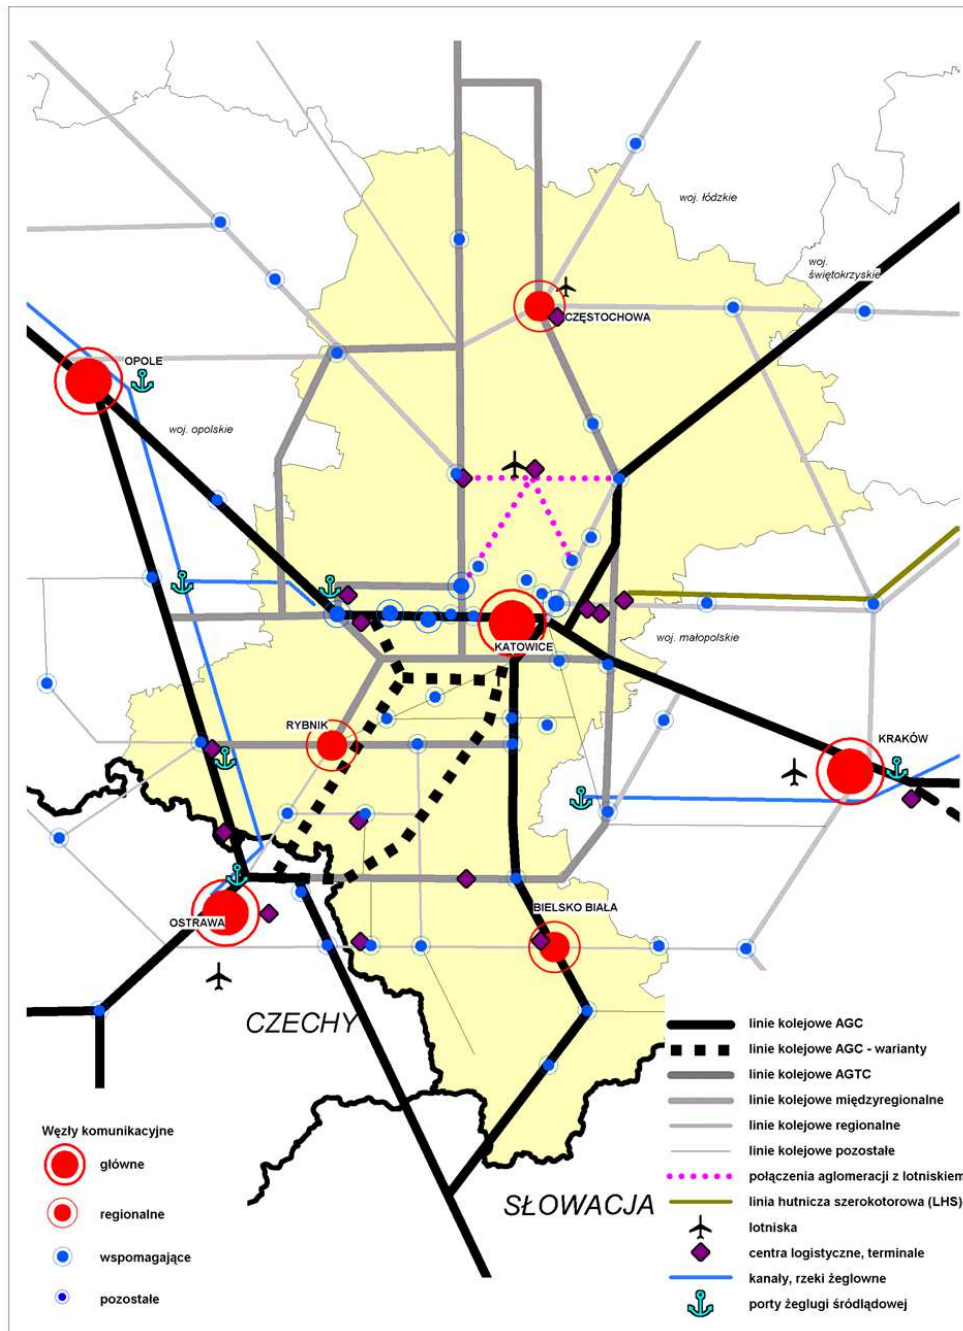 woj. łódzkie
woj.
świętokrzyskie
CZĘSTOCHOWA
OPOLE
woj. opolskie
woj. małopolskie
KATOWICE
RYBNIK
KRAKÓW
BIELSKO BIAŁA
OSTRAWA
CZECHY
SŁOWACJA
Węzły komunikacyjne
główne
regionalne
wspomagające
pozostałe
linie kolejowe AGC
linie kolejowe AGC - warianty
linie kolejowe AGTC
linie kolejowe międzyregionalne
linie kolejowe regionalne
linie kolejowe pozostałe
połączenia aglomeracji z lotniskiem
linia hutnicza szerokotorowa (LHS)
lotniska
centra logistyczne, terminale
kanały, rzeki żeglowne
porty żeglugi śródlądowej